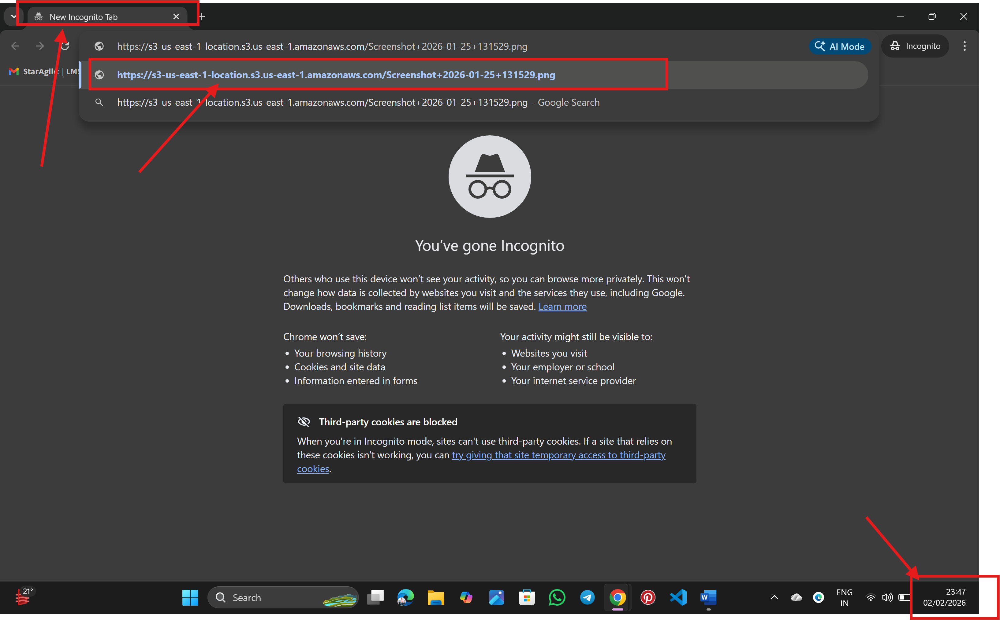 New Incognito Tab
https://s3-us-east-1-location.s3.us-east-1.amazonaws.com/Screenshot+2026-01-25+131529.png
AI Mode
Incognito
StarAgile | LMS
https://s3-us-east-1-location.s3.us-east-1.amazonaws.com/Screenshot+2026-01-25+131529.png
https://s3-us-east-1-location.s3.us-east-1.amazonaws.com/Screenshot+2026-01-25+131529.png - Google Search
You’ve gone Incognito
Others who use this device won’t see your activity, so you can browse more privately. This won't
change how data is collected by websites you visit and the services they use, including Google.
Downloads, bookmarks and reading list items will be saved. Learn more
Chrome won’t save:
• Your browsing history
• Cookies and site data
• Information entered in forms
Your activity might still be visible to:
• Websites you visit
• Your employer or school
• Your internet service provider
Third-party cookies are blocked
When you're in Incognito mode, sites can't use third-party cookies. If a site that relies on
these cookies isn't working, you can try giving that site temporary access to third-party
cookies.
21°
Search
W
ENG
IN
23:47
02/02/2026